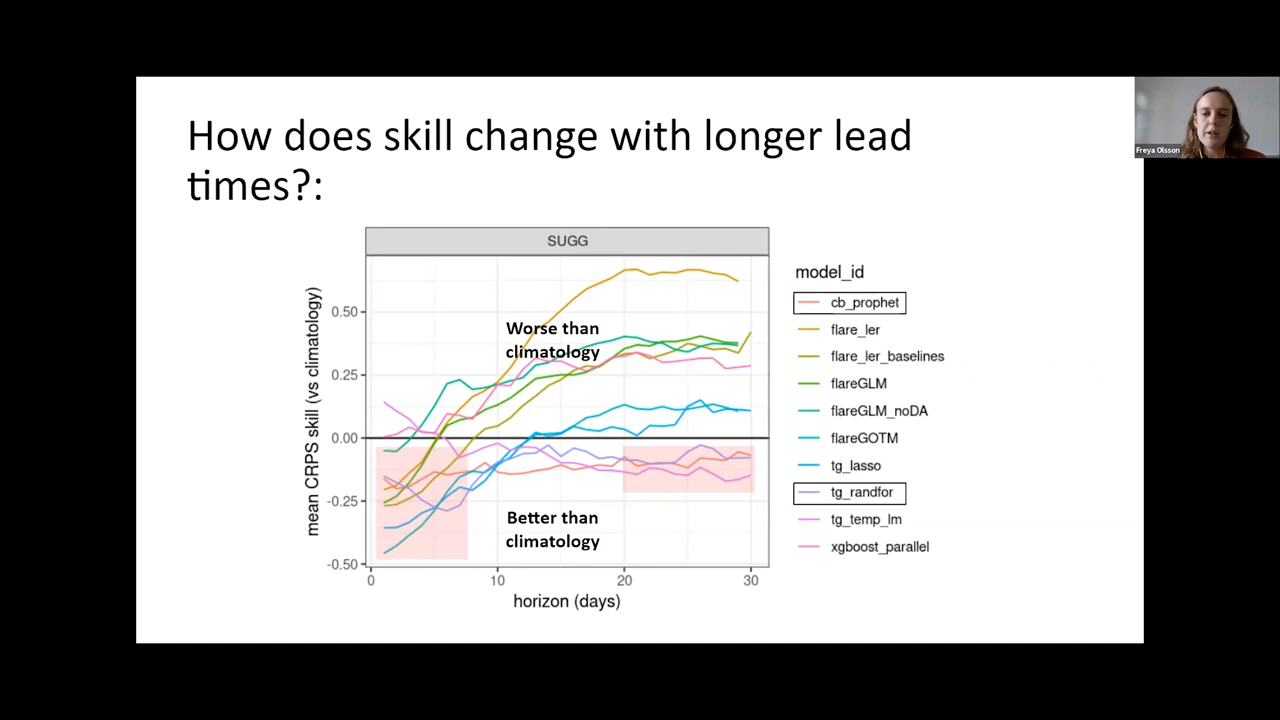 How does skill change with longer lead
times?:
Freya Olsson
SUGG
mean CRPS skill (vs climatology)
0.50
0.25
0.00
-0.25
-0.50
Worse than
climatology
Better than
climatology
0 10 20 30
horizon (days)
model_id
cb_prophet
flare_ler
flare_ler_baselines
flareGLM
flareGLM_noDA
flareGOTM
tg_lasso
tg_randfor
tg_temp_lm
xgboost_parallel